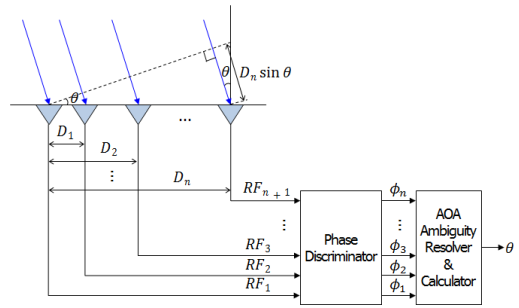 θ
D_n sin θ
θ
...
D_1
D_2
⋮
D_n
RF_{n+1}
ϕ_n
⋮
⋮
RF_3
ϕ_3
RF_2
ϕ_2
RF_1
ϕ_1
Phase
Discriminator
AOA
Ambiguity
Resolver
&
Calculator
θ